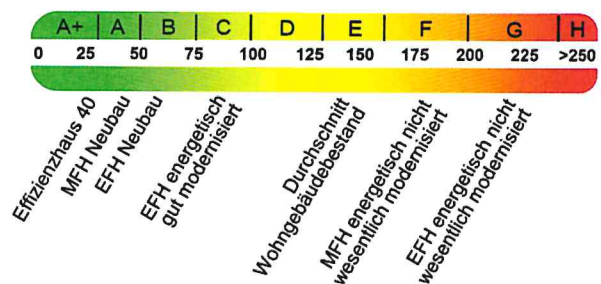 A+ A B C D E F G H
0 25 50 75 100 125 150 175 200 225 >250
Effizienzhaus 40
MFH Neubau
EFH Neubau
EFH energetisch
gut modernisiert
Durchschnitt
Wohngebäudebestand
MFH energetisch nicht
wesentlich modernisiert
EFH energetisch nicht
wesentlich modernisiert